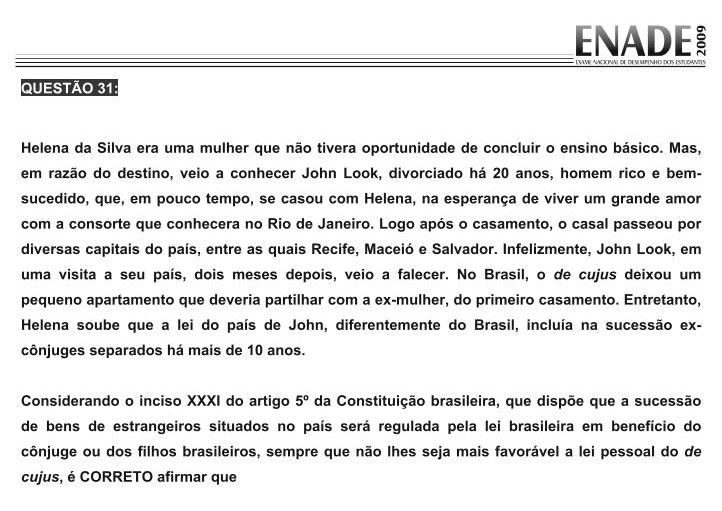 ENADE 2009
EXAME NACIONAL DE DESEMPENHO DOS ESTUDANTES
QUESTÃO 31:
Helena da Silva era uma mulher que não tivera oportunidade de concluir o ensino básico. Mas,
em razão do destino, veio a conhecer John Look, divorciado há 20 anos, homem rico e bem-
sucedido, que, em pouco tempo, se casou com Helena, na esperança de viver um grande amor
com a consorte que conhecera no Rio de Janeiro. Logo após o casamento, o casal passeou por
diversas capitais do país, entre as quais Recife, Maceió e Salvador. Infelizmente, John Look, em
uma visita a seu país, dois meses depois, veio a falecer. No Brasil, o de cujus deixou um
pequeno apartamento que deveria partilhar com a ex-mulher, do primeiro casamento. Entretanto,
Helena soube que a lei do país de John, diferentemente do Brasil, incluía na sucessão ex-
cônjuges separados há mais de 10 anos.
Considerando o inciso XXXI do artigo 5º da Constituição brasileira, que dispõe que a sucessão
de bens de estrangeiros situados no país será regulada pela lei brasileira em benefício do
cônjuge ou dos filhos brasileiros, sempre que não lhes seja mais favorável a lei pessoal do de
cujus, é CORRETO afirmar que